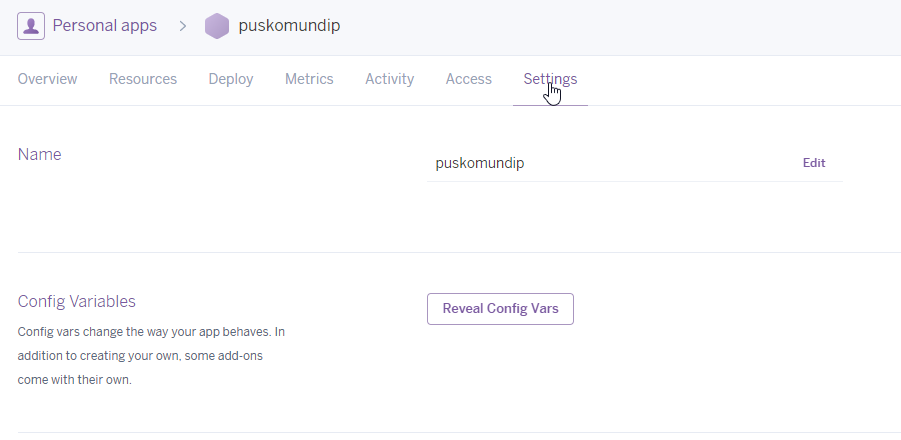 Personal apps > puskomundip
Overview Resources Deploy Metrics Activity Access Settings
Name
puskomundip Edit
Config Variables
Reveal Config Vars
Config vars change the way your app behaves. In
addition to creating your own, some add-ons
come with their own.